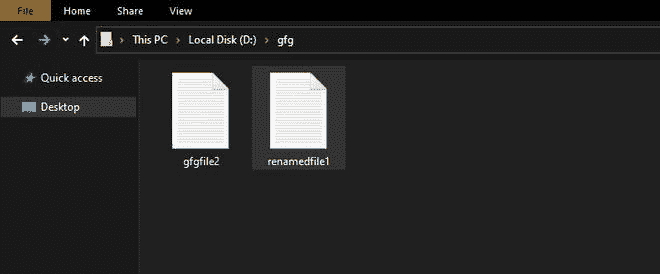 File Home Share View
This PC > Local Disk (D:) > gfg
Quick access
Desktop
gfgfile2 renamedfile1